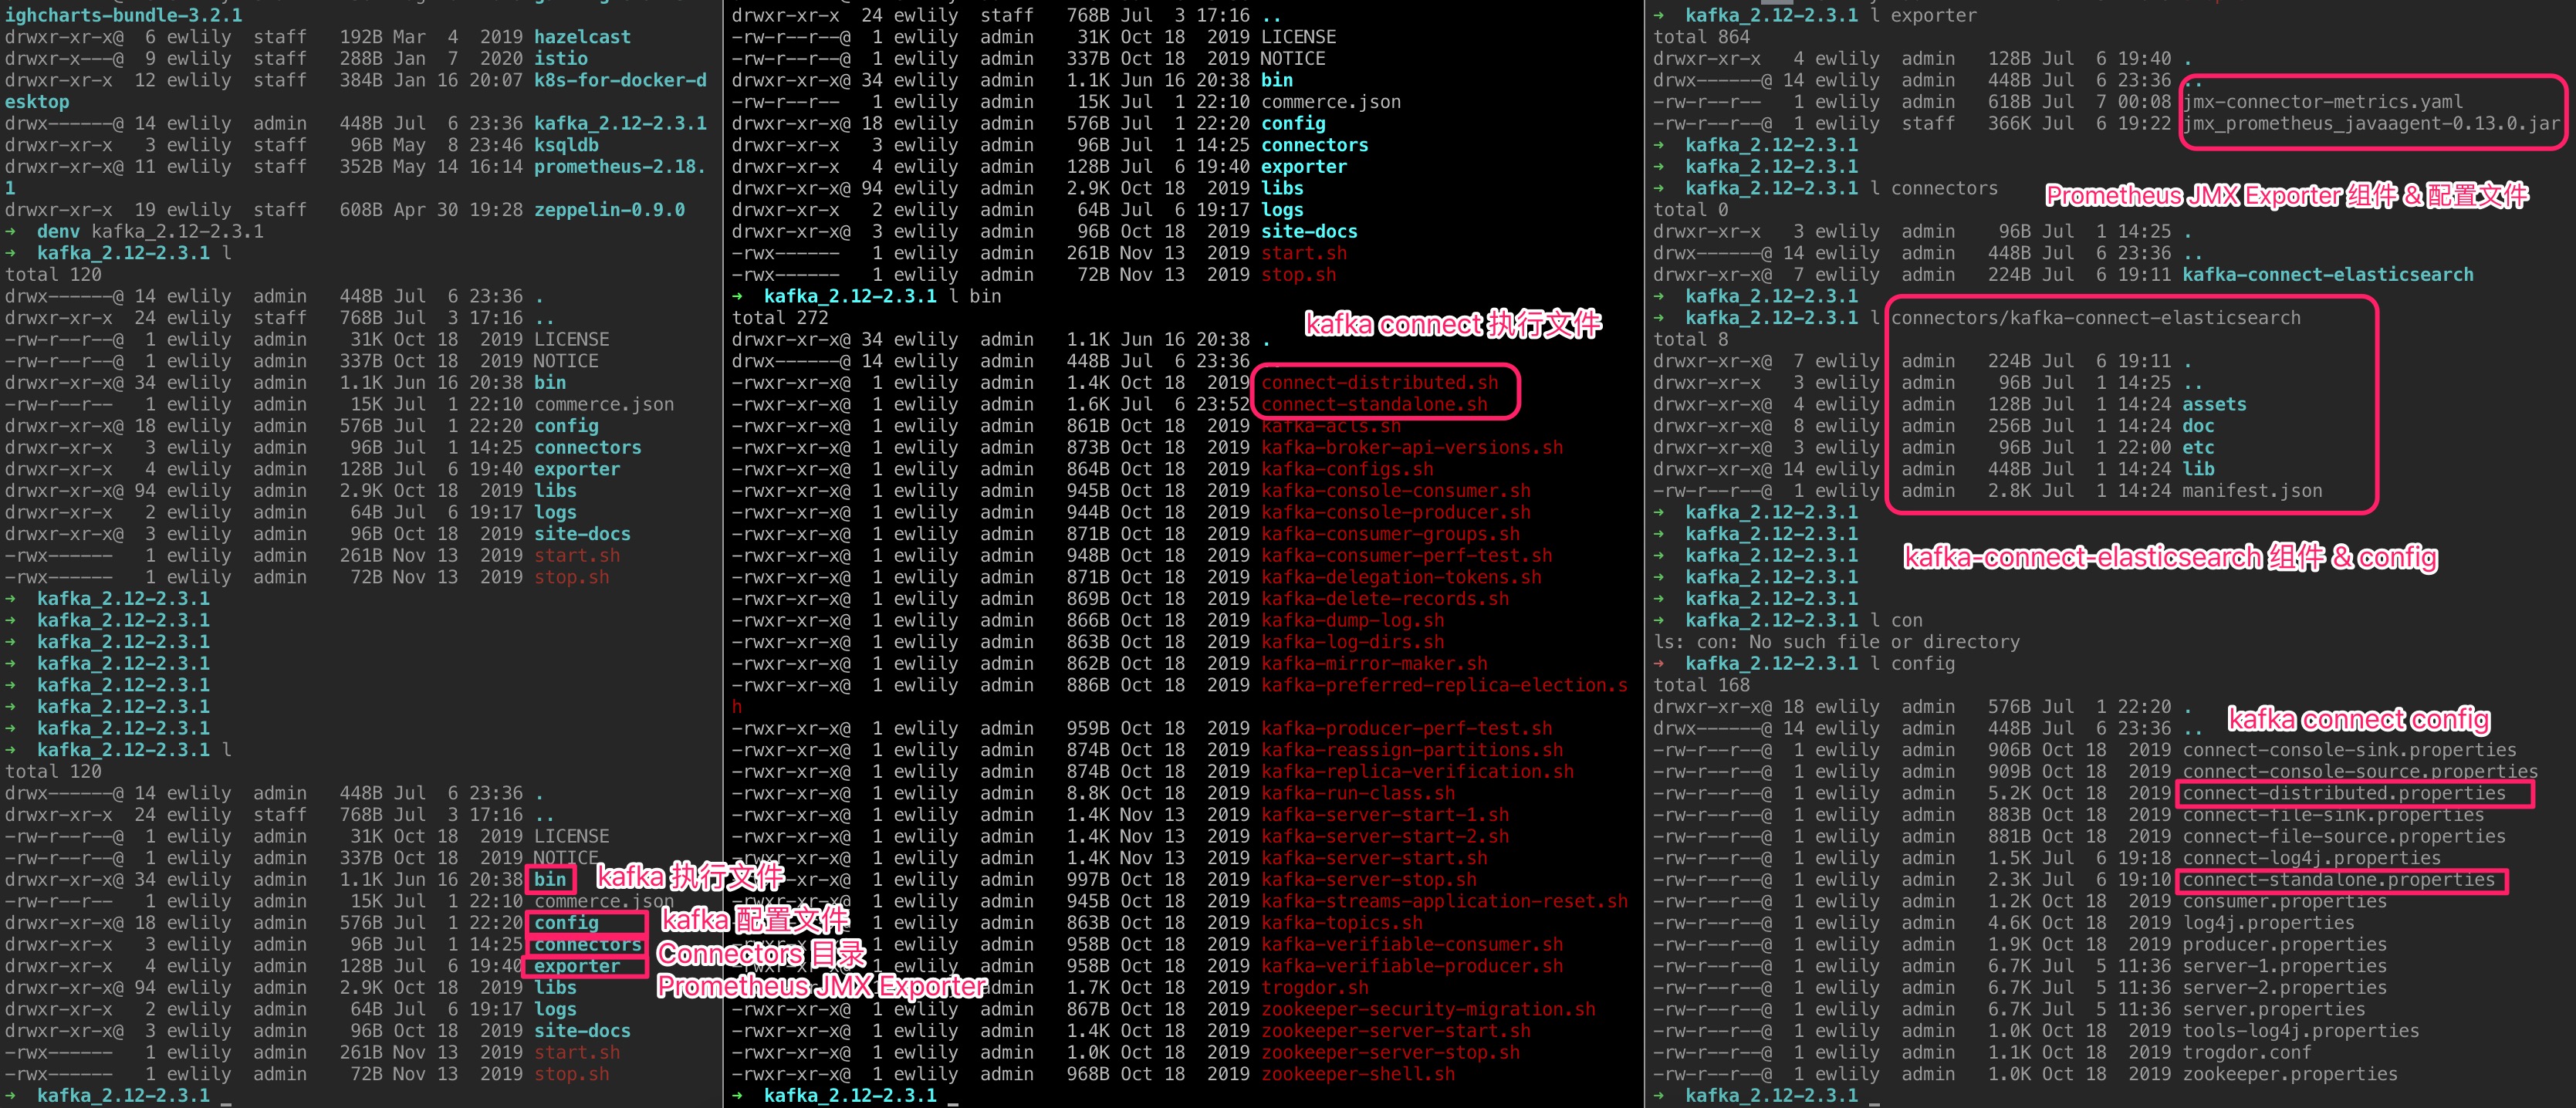 ighcharts-bundle-3.2.1
drwxr-xr-x@  6 ewlily  staff   192B Mar  4  2019 hazelcast
drwxr-x---@  9 ewlily  staff   288B Jan  7  2020 istio
drwxr-xr-x  12 ewlily  staff   384B Jan 16 20:07 k8s-for-docker-d
esktop
drwx------@ 14 ewlily  admin   448B Jul  6 23:36 kafka_2.12-2.3.1
drwxr-xr-x   3 ewlily  staff    96B May  8 23:46 ksqldb
drwxr-xr-x@ 11 ewlily  staff   352B May 14 16:14 prometheus-2.18.
1
drwxr-xr-x  19 ewlily  staff   608B Apr 30 19:28 zeppelin-0.9.0
➜  denv kafka_2.12-2.3.1
➜  kafka_2.12-2.3.1 l
total 120
drwx------@ 14 ewlily  admin   448B Jul  6 23:36 .
drwxr-xr-x  24 ewlily  staff   768B Jul  3 17:16 ..
-rw-r--r--@  1 ewlily  admin    31K Oct 18  2019 LICENSE
-rw-r--r--@  1 ewlily  admin   337B Oct 18  2019 NOTICE
drwxr-xr-x@ 34 ewlily  admin   1.1K Jun 16 20:38 bin
-rw-r--r--   1 ewlily  admin    15K Jul  1 22:10 commerce.json
drwxr-xr-x@ 18 ewlily  admin   576B Jul  1 22:20 config
drwxr-xr-x   3 ewlily  admin    96B Jul  1 14:25 connectors
drwxr-xr-x   4 ewlily  admin   128B Jul  6 19:40 exporter
drwxr-xr-x@ 94 ewlily  admin   2.9K Oct 18  2019 libs
drwxr-xr-x   2 ewlily  admin    64B Jul  6 19:17 logs
drwxr-xr-x@  3 ewlily  admin    96B Oct 18  2019 site-docs
-rwx------   1 ewlily  admin   261B Nov 13  2019 start.sh
-rwx------   1 ewlily  admin    72B Nov 13  2019 stop.sh
➜  kafka_2.12-2.3.1
➜  kafka_2.12-2.3.1
➜  kafka_2.12-2.3.1
➜  kafka_2.12-2.3.1
➜  kafka_2.12-2.3.1
➜  kafka_2.12-2.3.1
➜  kafka_2.12-2.3.1
➜  kafka_2.12-2.3.1 l
total 120
drwx------@ 14 ewlily  admin   448B Jul  6 23:36 .
drwxr-xr-x  24 ewlily  staff   768B Jul  3 17:16 ..
-rw-r--r--@  1 ewlily  admin    31K Oct 18  2019 LICENSE
-rw-r--r--@  1 ewlily  admin   337B Oct 18  2019 NOTICE
drwxr-xr-x@ 34 ewlily  admin   1.1K Jun 16 20:38 bin
kafka 执行文件
-rw-r--r--   1 ewlily  admin    15K Jul  1 22:10 commerce.json
drwxr-xr-x@ 18 ewlily  admin   576B Jul  1 22:20 config
kafka 配置文件
drwxr-xr-x   3 ewlily  admin    96B Jul  1 14:25 connectors
Connectors 目录
drwxr-xr-x   4 ewlily  admin   128B Jul  6 19:40 exporter
Prometheus JMX Exporter
drwxr-xr-x@ 94 ewlily  admin   2.9K Oct 18  2019 libs
drwxr-xr-x   2 ewlily  admin    64B Jul  6 19:17 logs
drwxr-xr-x@  3 ewlily  admin    96B Oct 18  2019 site-docs
-rwx------   1 ewlily  admin   261B Nov 13  2019 start.sh
-rwx------   1 ewlily  admin    72B Nov 13  2019 stop.sh
➜  kafka_2.12-2.3.1 _
drwxr-xr-x  24 ewlily  staff   768B Jul  3 17:16 ..
-rw-r--r--@  1 ewlily  admin    31K Oct 18  2019 LICENSE
-rw-r--r--@  1 ewlily  admin   337B Oct 18  2019 NOTICE
drwxr-xr-x@ 34 ewlily  admin   1.1K Jun 16 20:38 bin
-rw-r--r--   1 ewlily  admin    15K Jul  1 22:10 commerce.json
drwxr-xr-x@ 18 ewlily  admin   576B Jul  1 22:20 config
drwxr-xr-x   3 ewlily  admin    96B Jul  1 14:25 connectors
drwxr-xr-x   4 ewlily  admin   128B Jul  6 19:40 exporter
drwxr-xr-x@ 94 ewlily  admin   2.9K Oct 18  2019 libs
drwxr-xr-x   2 ewlily  admin    64B Jul  6 19:17 logs
drwxr-xr-x@  3 ewlily  admin    96B Oct 18  2019 site-docs
-rwx------   1 ewlily  admin   261B Nov 13  2019 start.sh
-rwx------   1 ewlily  admin    72B Nov 13  2019 stop.sh
➜  kafka_2.12-2.3.1 l bin
total 272
kafka connect 执行文件
drwxr-xr-x@ 34 ewlily  admin   1.1K Jun 16 20:38 .
drwx------@ 14 ewlily  admin   448B Jul  6 23:36
-rwxr-xr-x@  1 ewlily  admin   1.4K Oct 18  2019 connect-distributed.sh
-rwxr-xr-x@  1 ewlily  admin   1.6K Jul  6 23:52 connect-standalone.sh
-rwxr-xr-x@  1 ewlily  admin   861B Oct 18  2019 kafka-acls.sh
-rwxr-xr-x@  1 ewlily  admin   873B Oct 18  2019 kafka-broker-api-versions.sh
-rwxr-xr-x@  1 ewlily  admin   864B Oct 18  2019 kafka-configs.sh
-rwxr-xr-x@  1 ewlily  admin   945B Oct 18  2019 kafka-console-consumer.sh
-rwxr-xr-x@  1 ewlily  admin   944B Oct 18  2019 kafka-console-producer.sh
-rwxr-xr-x@  1 ewlily  admin   871B Oct 18  2019 kafka-consumer-groups.sh
-rwxr-xr-x@  1 ewlily  admin   948B Oct 18  2019 kafka-consumer-perf-test.sh
-rwxr-xr-x@  1 ewlily  admin   871B Oct 18  2019 kafka-delegation-tokens.sh
-rwxr-xr-x@  1 ewlily  admin   869B Oct 18  2019 kafka-delete-records.sh
-rwxr-xr-x@  1 ewlily  admin   866B Oct 18  2019 kafka-dump-log.sh
-rwxr-xr-x@  1 ewlily  admin   863B Oct 18  2019 kafka-log-dirs.sh
-rwxr-xr-x@  1 ewlily  admin   862B Oct 18  2019 kafka-mirror-maker.sh
-rwxr-xr-x@  1 ewlily  admin   886B Oct 18  2019 kafka-preferred-replica-election.s
h
-rwxr-xr-x@  1 ewlily  admin   959B Oct 18  2019 kafka-producer-perf-test.sh
-rwxr-xr-x@  1 ewlily  admin   874B Oct 18  2019 kafka-reassign-partitions.sh
-rwxr-xr-x@  1 ewlily  admin   874B Oct 18  2019 kafka-replica-verification.sh
-rwxr-xr-x@  1 ewlily  admin   8.8K Oct 18  2019 kafka-run-class.sh
-rwxr-xr-x@  1 ewlily  admin   1.4K Nov 13  2019 kafka-server-start-1.sh
-rwxr-xr-x@  1 ewlily  admin   1.4K Nov 13  2019 kafka-server-start-2.sh
-rwxr-xr-x@  1 ewlily  admin   1.4K Nov 13  2019 kafka-server-start.sh
-rwxr-xr-x@  1 ewlily  admin   997B Oct 18  2019 kafka-server-stop.sh
-rwxr-xr-x@  1 ewlily  admin   945B Oct 18  2019 kafka-streams-application-reset.sh
-rwxr-xr-x@  1 ewlily  admin   863B Oct 18  2019 kafka-topics.sh
-rwxr-xr-x@  1 ewlily  admin   958B Oct 18  2019 kafka-verifiable-consumer.sh
-rwxr-xr-x@  1 ewlily  admin   958B Oct 18  2019 kafka-verifiable-producer.sh
1 ewlily  admin   1.7K Oct 18  2019 trogdor.sh
-rwxr-xr-x@  1 ewlily  admin   867B Oct 18  2019 zookeeper-security-migration.sh
-rwxr-xr-x@  1 ewlily  admin   1.4K Oct 18  2019 zookeeper-server-start.sh
-rwxr-xr-x@  1 ewlily  admin   1.0K Oct 18  2019 zookeeper-server-stop.sh
-rwxr-xr-x@  1 ewlily  admin   968B Oct 18  2019 zookeeper-shell.sh
➜  kafka_2.12-2.3.1 _
➜  kafka_2.12-2.3.1 l exporter
total 864
drwxr-xr-x   4 ewlily  admin   128B Jul  6 19:40 .
drwx------@ 14 ewlily  admin   448B Jul  6 23:36 ..
-rw-r--r--   1 ewlily  admin   618B Jul  7 00:08 jmx-connector-metrics.yaml
-rw-r--r--@  1 ewlily  staff   366K Jul  6 19:22 jmx_prometheus_javaagent-0.13.0.jar
➜  kafka_2.12-2.3.1
➜  kafka_2.12-2.3.1
➜  kafka_2.12-2.3.1 l connectors
Prometheus JMX Exporter 组件 & 配置文件
total 0
drwxr-xr-x   3 ewlily  admin    96B Jul  1 14:25 .
drwx------@ 14 ewlily  admin   448B Jul  6 23:36 ..
drwxr-xr-x@  7 ewlily  admin   224B Jul  6 19:11 kafka-connect-elasticsearch
➜  kafka_2.12-2.3.1
➜  kafka_2.12-2.3.1 l connectors/kafka-connect-elasticsearch
total 8
drwxr-xr-x@  7 ewlily  admin   224B Jul  6 19:11 .
drwxr-xr-x   3 ewlily  admin    96B Jul  1 14:25 ..
drwxr-xr-x@  4 ewlily  admin   128B Jul  1 14:24 assets
drwxr-xr-x@  8 ewlily  admin   256B Jul  1 14:24 doc
drwxr-xr-x@  3 ewlily  admin    96B Jul  1 22:00 etc
drwxr-xr-x@ 14 ewlily  admin   448B Jul  1 14:24 lib
-rw-r--r--@  1 ewlily  admin   2.8K Jul  1 14:24 manifest.json
➜  kafka_2.12-2.3.1
➜  kafka_2.12-2.3.1
➜  kafka_2.12-2.3.1
kafka-connect-elasticsearch 组件 & config
➜  kafka_2.12-2.3.1
➜  kafka_2.12-2.3.1
➜  kafka_2.12-2.3.1 l con
ls: con: No such file or directory
➜  kafka_2.12-2.3.1 l config
total 168
drwxr-xr-x@ 18 ewlily  admin   576B Jul  1 22:20 .
kafka connect config
drwx------@ 14 ewlily  admin   448B Jul  6 23:36 ..
-rw-r--r--@  1 ewlily  admin   906B Oct 18  2019 connect-console-sink.properties
-rw-r--r--@  1 ewlily  admin   909B Oct 18  2019 connect-console-source.properties
-rw-r--r--@  1 ewlily  admin   5.2K Oct 18  2019 connect-distributed.properties
-rw-r--r--@  1 ewlily  admin   883B Oct 18  2019 connect-file-sink.properties
-rw-r--r--@  1 ewlily  admin   881B Oct 18  2019 connect-file-source.properties
-rw-r--r--@  1 ewlily  admin   1.5K Jul  6 19:18 connect-log4j.properties
-rw-r--r--@  1 ewlily  admin   2.3K Jul  6 19:10 connect-standalone.properties
-rw-r--r--@  1 ewlily  admin   1.2K Oct 18  2019 consumer.properties
-rw-r--r--@  1 ewlily  admin   4.6K Oct 18  2019 log4j.properties
-rw-r--r--@  1 ewlily  admin   1.9K Oct 18  2019 producer.properties
-rw-r--r--@  1 ewlily  admin   6.7K Jul  5 11:36 server-1.properties
-rw-r--r--@  1 ewlily  admin   6.7K Jul  5 11:36 server-2.properties
-rw-r--r--@  1 ewlily  admin   6.7K Jul  5 11:36 server.properties
-rw-r--r--@  1 ewlily  admin   1.0K Oct 18  2019 tools-log4j.properties
-rw-r--r--@  1 ewlily  admin   1.1K Oct 18  2019 trogdor.conf
-rw-r--r--@  1 ewlily  admin   1.0K Oct 18  2019 zookeeper.properties
➜  kafka_2.12-2.3.1 _